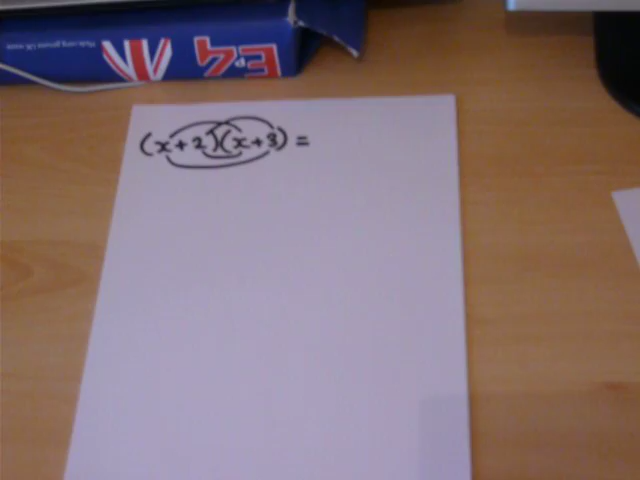 (x+2)(x+3) =